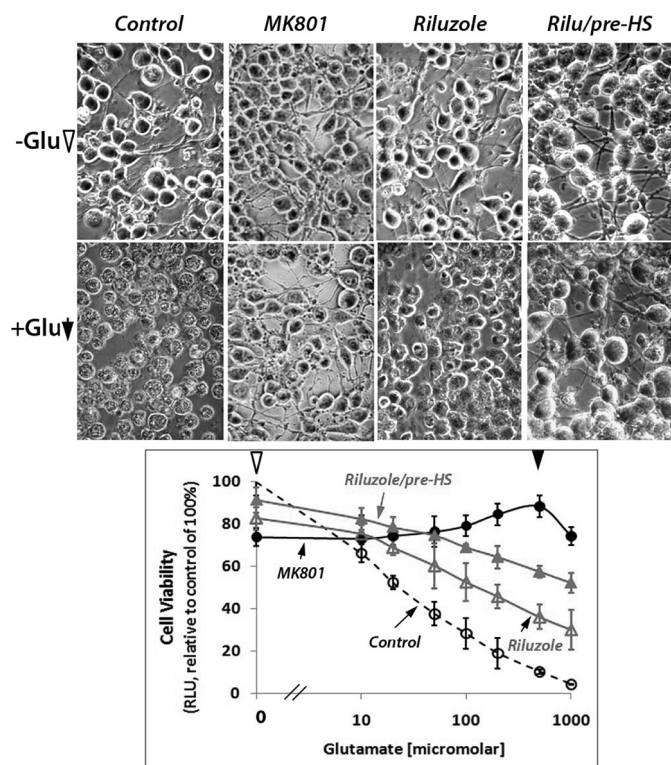 Control MK801 Riluzole Rilu/pre-HS
-Glu
+Glu
100
80
60
40
20
0
Cell Viability
(RLU, relative to control of 100%)
Riluzole/pre-HS
MK801
Control
Riluzole
0 10 100 1000
Glutamate [micromolar]